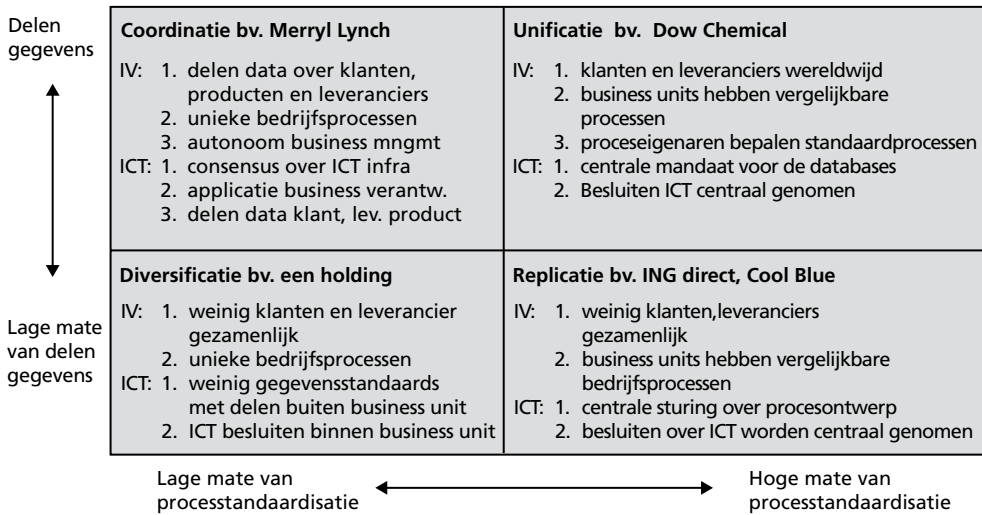 Delen
gegevens
Coordinatie bv. Merryl Lynch
IV: 1. delen data over klanten,
producten en leveranciers
2. unieke bedrijfsprocessen
3. autonoom business mngmt
ICT: 1. consensus over ICT infra
2. applicatie business verantw.
3. delen data klant, lev. product
Unificatie bv. Dow Chemical
IV: 1. klanten en leveranciers wereldwijd
2. business units hebben vergelijkbare
processen
3. proceseigenaren bepalen standaardprocessen
ICT: 1. centrale mandaat voor de databases
2. Besluiten ICT centraal genomen
Lage mate
van delen
gegevens
Diversificatie bv. een holding
IV: 1. weinig klanten en leverancier
gezamenlijk
2. unieke bedrijfsprocessen
ICT: 1. weinig gegevensstandaards
met delen buiten business unit
2. ICT besluiten binnen business unit
Replicatie bv. ING direct, Cool Blue
IV: 1. weinig klanten,leveranciers
gezamenlijk
2. business units hebben vergelijkbare
bedrijfsprocessen
ICT: 1. centrale sturing over procesontwerp
2. besluiten over ICT worden centraal genomen
Lage mate van
processtandaardisatie
Hoge mate van
processtandaardisatie